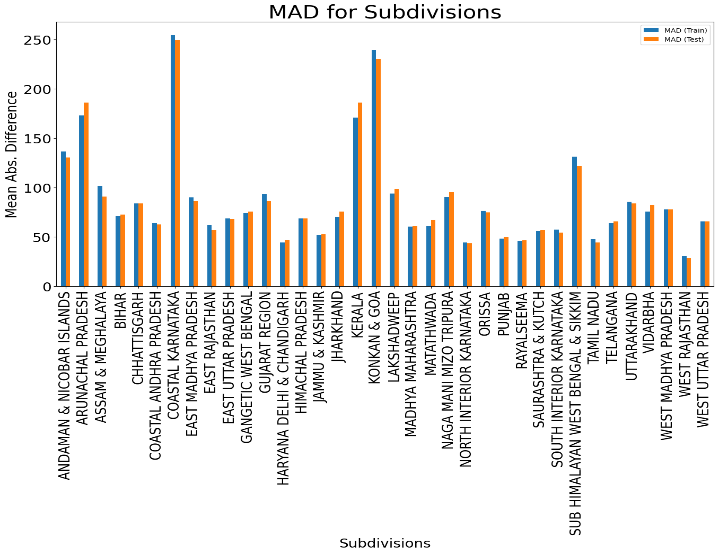 MAD for Subdivisions
MAD (Train)
MAD (Test)
Mean Abs. Difference
250
200
150
100
50
0
ANDAMAN & NICOBAR ISLANDS
ARUNACHAL PRADESH
ASSAM & MEGHALAYA
BIHAR
CHHATTISGARH
COASTAL ANDHRA PRADESH
COASTAL KARNATAKA
EAST MADHYA PRADESH
EAST RAJASTHAN
EAST UTTAR PRADESH
GANGETIC WEST BENGAL
GUJARAT REGION
HARYANA DELHI & CHANDIGARH
HIMACHAL PRADESH
JAMMU & KASHMIR
JHARKHAND
KERALA
KONKAN & GOA
LAKSHADWEEP
MADHYA MAHARASHTRA
MATATHWADA
NAGA MANI MIZO TRIPURA
NORTH INTERIOR KARNATAKA
ORISSA
PUNJAB
RAYALSEEMA
SAURASHTRA & KUTCH
SOUTH INTERIOR KARNATAKA
SUB HIMALAYAN WEST BENGAL & SIKKIM
TAMIL NADU
TELANGANA
UTTARAKHAND
VIDARBHA
WEST MADHYA PRADESH
WEST RAJASTHAN
WEST UTTAR PRADESH
Subdivisions